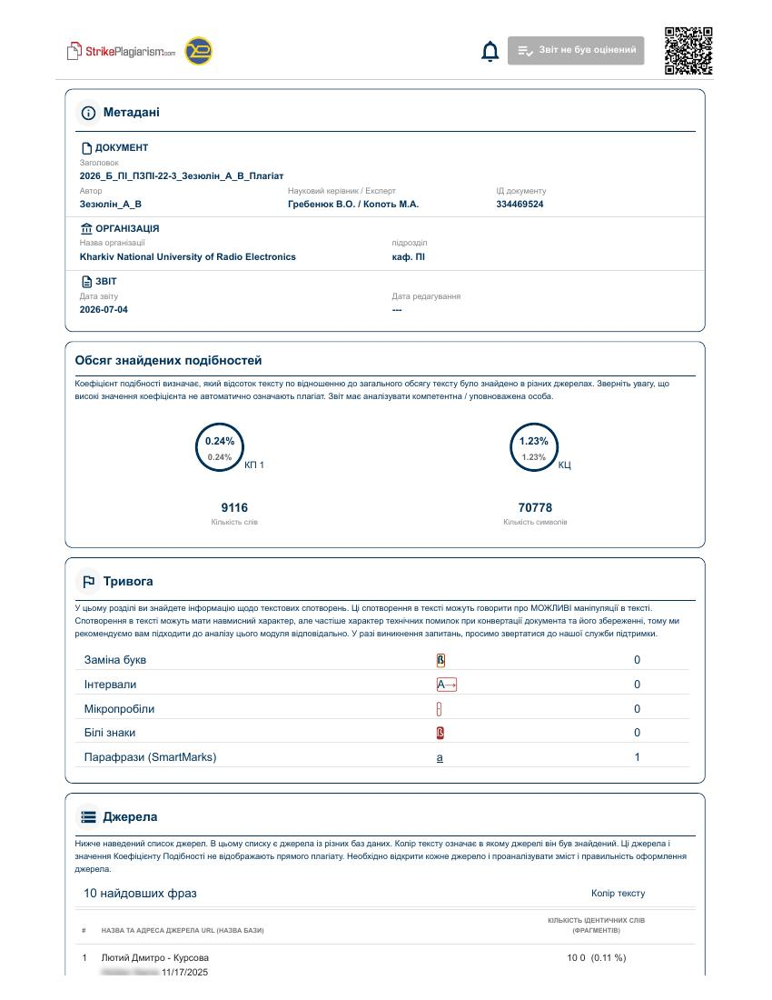 StrikePlagiarism.com
Звіт не був оцінений
Метадані
ДОКУМЕНТ
Заголовок
2026_Б_ПІ_ПЗПІ-22-3_Зезюлін_А_В_Плагіат
Автор Науковий керівник / Експерт ІД документу
Зезюлін_А_В Гребенюк В.О. / Копоть М.А. 334469524
ОРГАНІЗАЦІЯ
Назва організації підрозділ
Kharkiv National University of Radio Electronics каф. ПІ
ЗВІТ
Дата звіту Дата редагування
2026-07-04 ---
Обсяг знайдених подібностей
Коефіцієнт подібності визначає, який відсоток тексту по відношенню до загального обсягу тексту було знайдено в різних джерелах. Зверніть увагу, що
високі значення коефіцієнта не автоматично означають плагіат. Звіт має аналізувати компетентна / уповноважена особа.
0.24% 1.23%
0.24% 1.23%
КП 1 КЦ
9116 70778
Кількість слів Кількість символів
Тривога
У цьому розділі ви знайдете інформацію щодо текстових спотворень. Ці спотворення в тексті можуть говорити про МОЖЛИВІ маніпуляції в тексті.
Спотворення в тексті можуть мати навмисний характер, але частіше характер технічних помилок при конвертації документа та його збереженні, тому ми
рекомендуємо вам підходити до аналізу цього модуля відповідально. У разі виникнення запитань, просимо звертатися до нашої служби підтримки.
Заміна букв ß 0
Інтервали A→ 0
Мікропробіли 0
Білі знаки ß 0
Парафрази (SmartMarks) a 1
Джерела
Нижче наведений список джерел. В цьому списку є джерела із різних баз даних. Колір тексту означає в якому джерелі він був знайдений. Ці джерела і
значення Коефіцієнту Подібності не відображають прямого плагіату. Необхідно відкрити кожне джерело і проаналізувати зміст і правильність оформлення
джерела.
10 найдовших фраз Колір тексту
КІЛЬКІСТЬ ІДЕНТИЧНИХ СЛІВ
# НАЗВА ТА АДРЕСА ДЖЕРЕЛА URL (НАЗВА БАЗИ) (ФРАГМЕНТІВ)
1 Лютий Дмитро - Курсова 10 0 (0.11 %)
11/17/2025